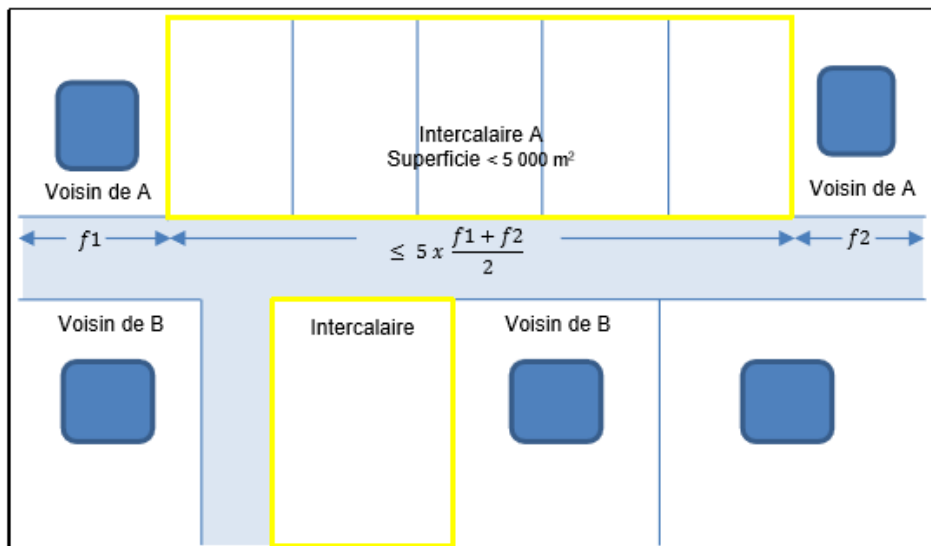 Intercalaire A
Superficie < 5 000 m²
Voisin de A
Voisin de A
f1
≤ 5 x (f1 + f2)/2
f2
Voisin de B
Intercalaire
Voisin de B